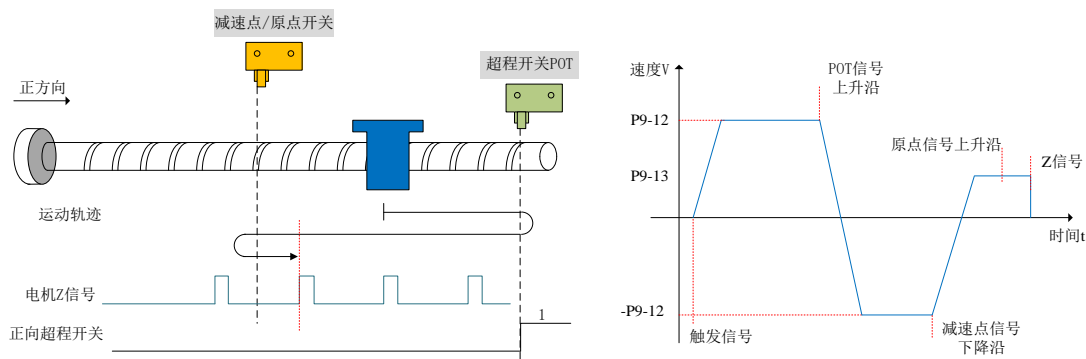 减速点/原点开关
超程开关POT
正方向
运动轨迹
电机Z信号
正向超程开关
1
速度V
POT信号
上升沿
P9-12
原点信号上升沿
Z信号
P9-13
时间t
-P9-12
触发信号
减速点信号
下降沿